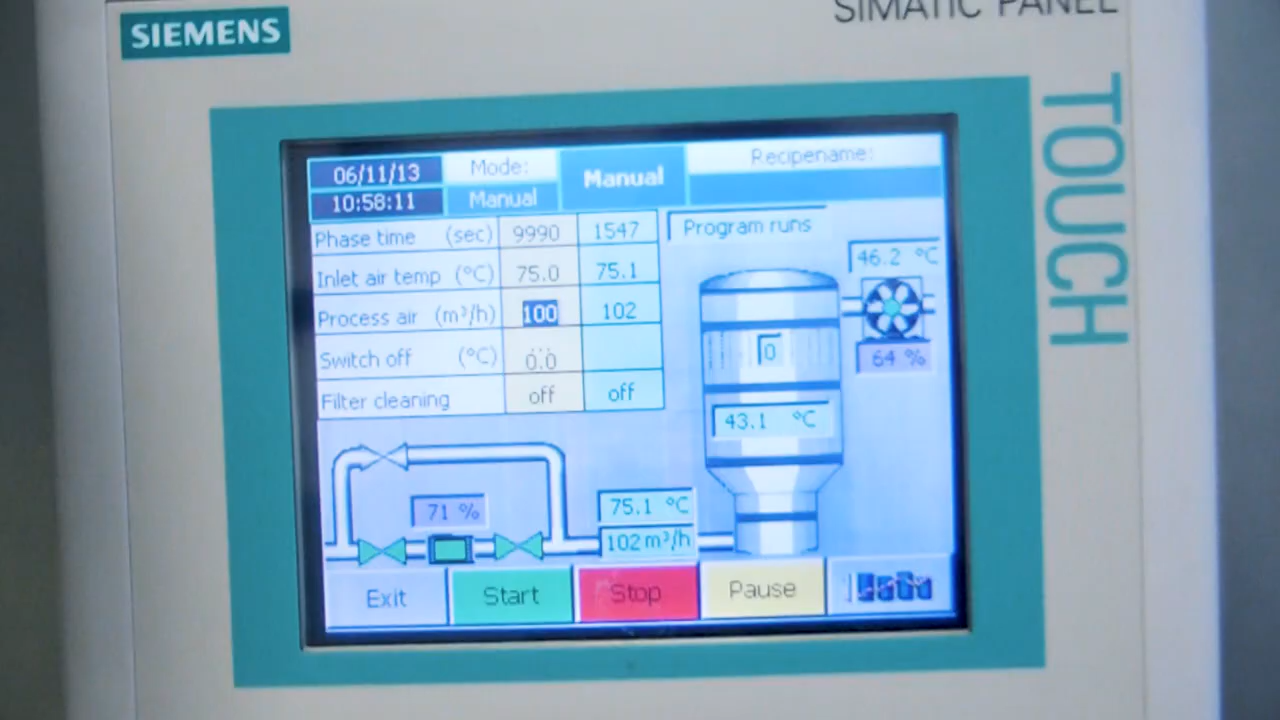 SIEMENS
SIMATIC PANEL
TOUCH
06/11/13
10:58:11
Mode:
Manual
Manual
Recipename:
Phase time (sec) 9990 1547
Inlet air temp (°C) 75.0 75.1
Process air (m³/h) 100 102
Switch off (°C) 0.0
Filter cleaning off off
Program runs
46.2 °C
64 %
0
43.1 °C
71 %
75.1 °C
102 m³/h
Exit
Start
Stop
Pause